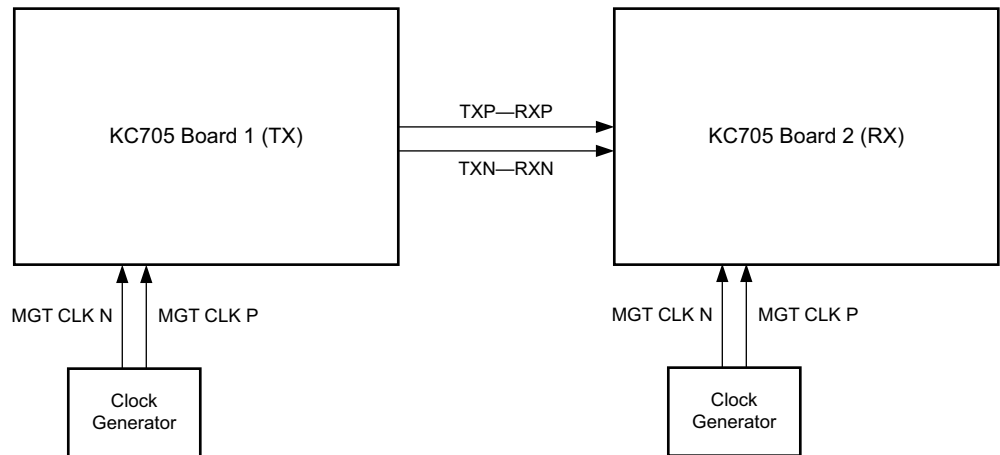 KC705 Board 1 (TX)
TXP—RXP
TXN—RXN
KC705 Board 2 (RX)
MGT CLK N
MGT CLK P
MGT CLK N
MGT CLK P
Clock
Generator
Clock
Generator